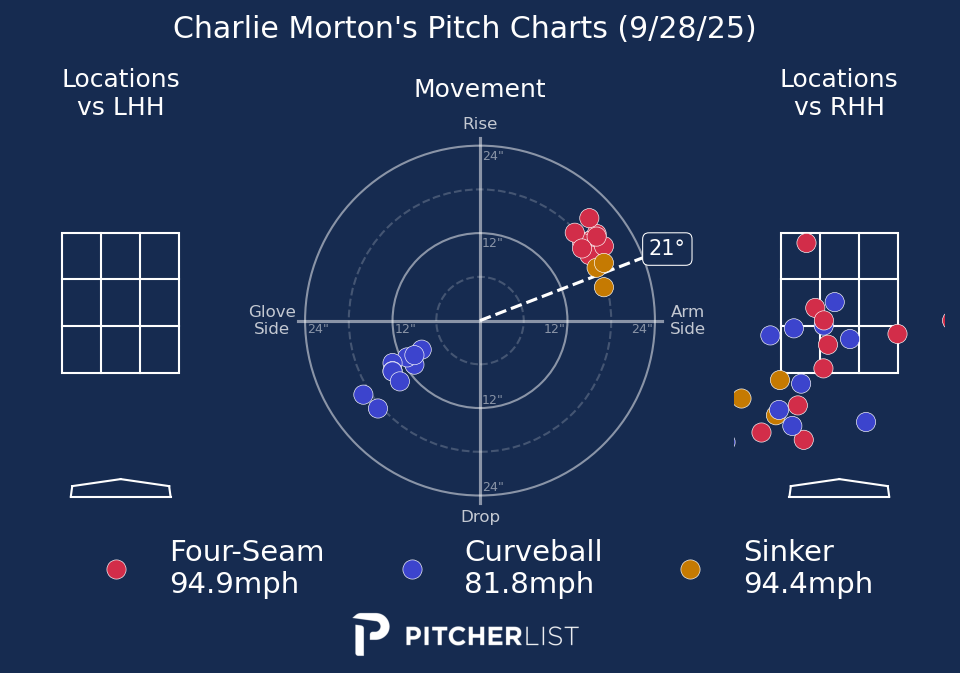 Charlie Morton's Pitch Charts (9/28/25)
Locations
vs LHH
Movement
Locations
vs RHH
Rise
24"
12"
21°
Glove
Side
24"
12"
12"
24"
Arm
Side
12"
24"
Drop
Four-Seam
94.9mph
Curveball
81.8mph
Sinker
94.4mph
PITCHERLIST